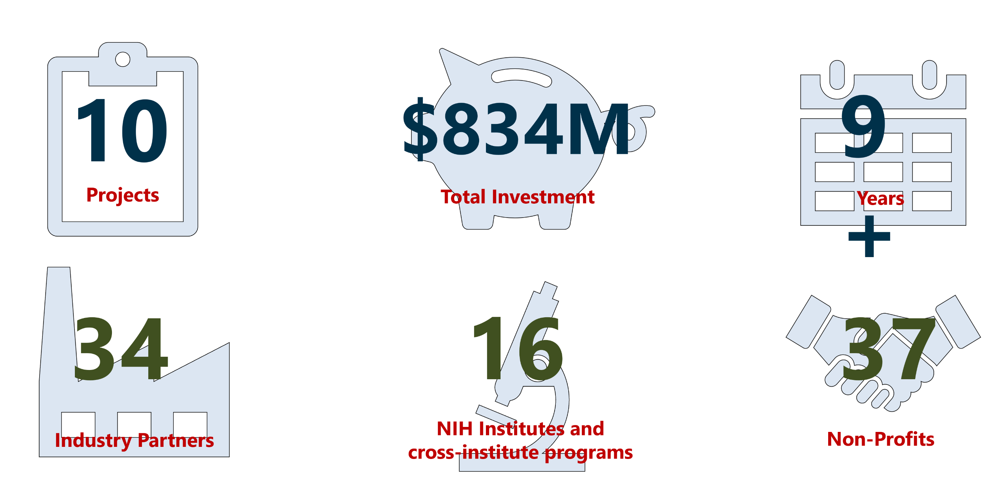 10
Projects
$834M
Total Investment
9
Years
+
34
Industry Partners
16
NIH Institutes and
cross-institute programs
37
Non-Profits